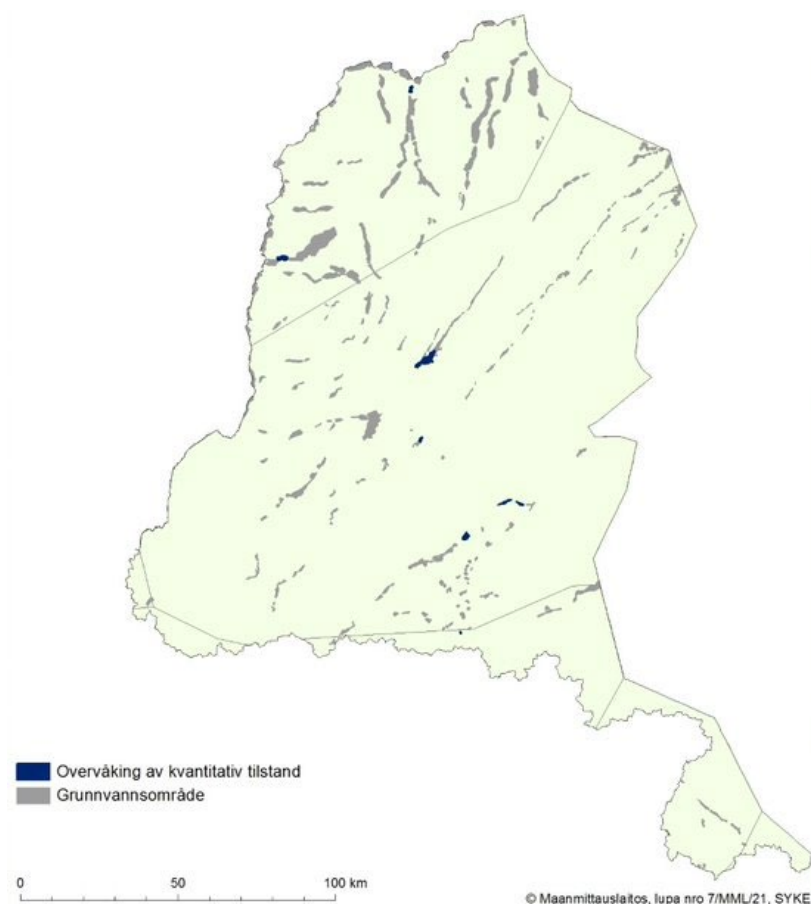 Overvåking av kvantitativ tilstand
Grunnvannsområde
0 50 100 km
© Maanmittauslaitos, lupa nro 7/MML/21, SYKE